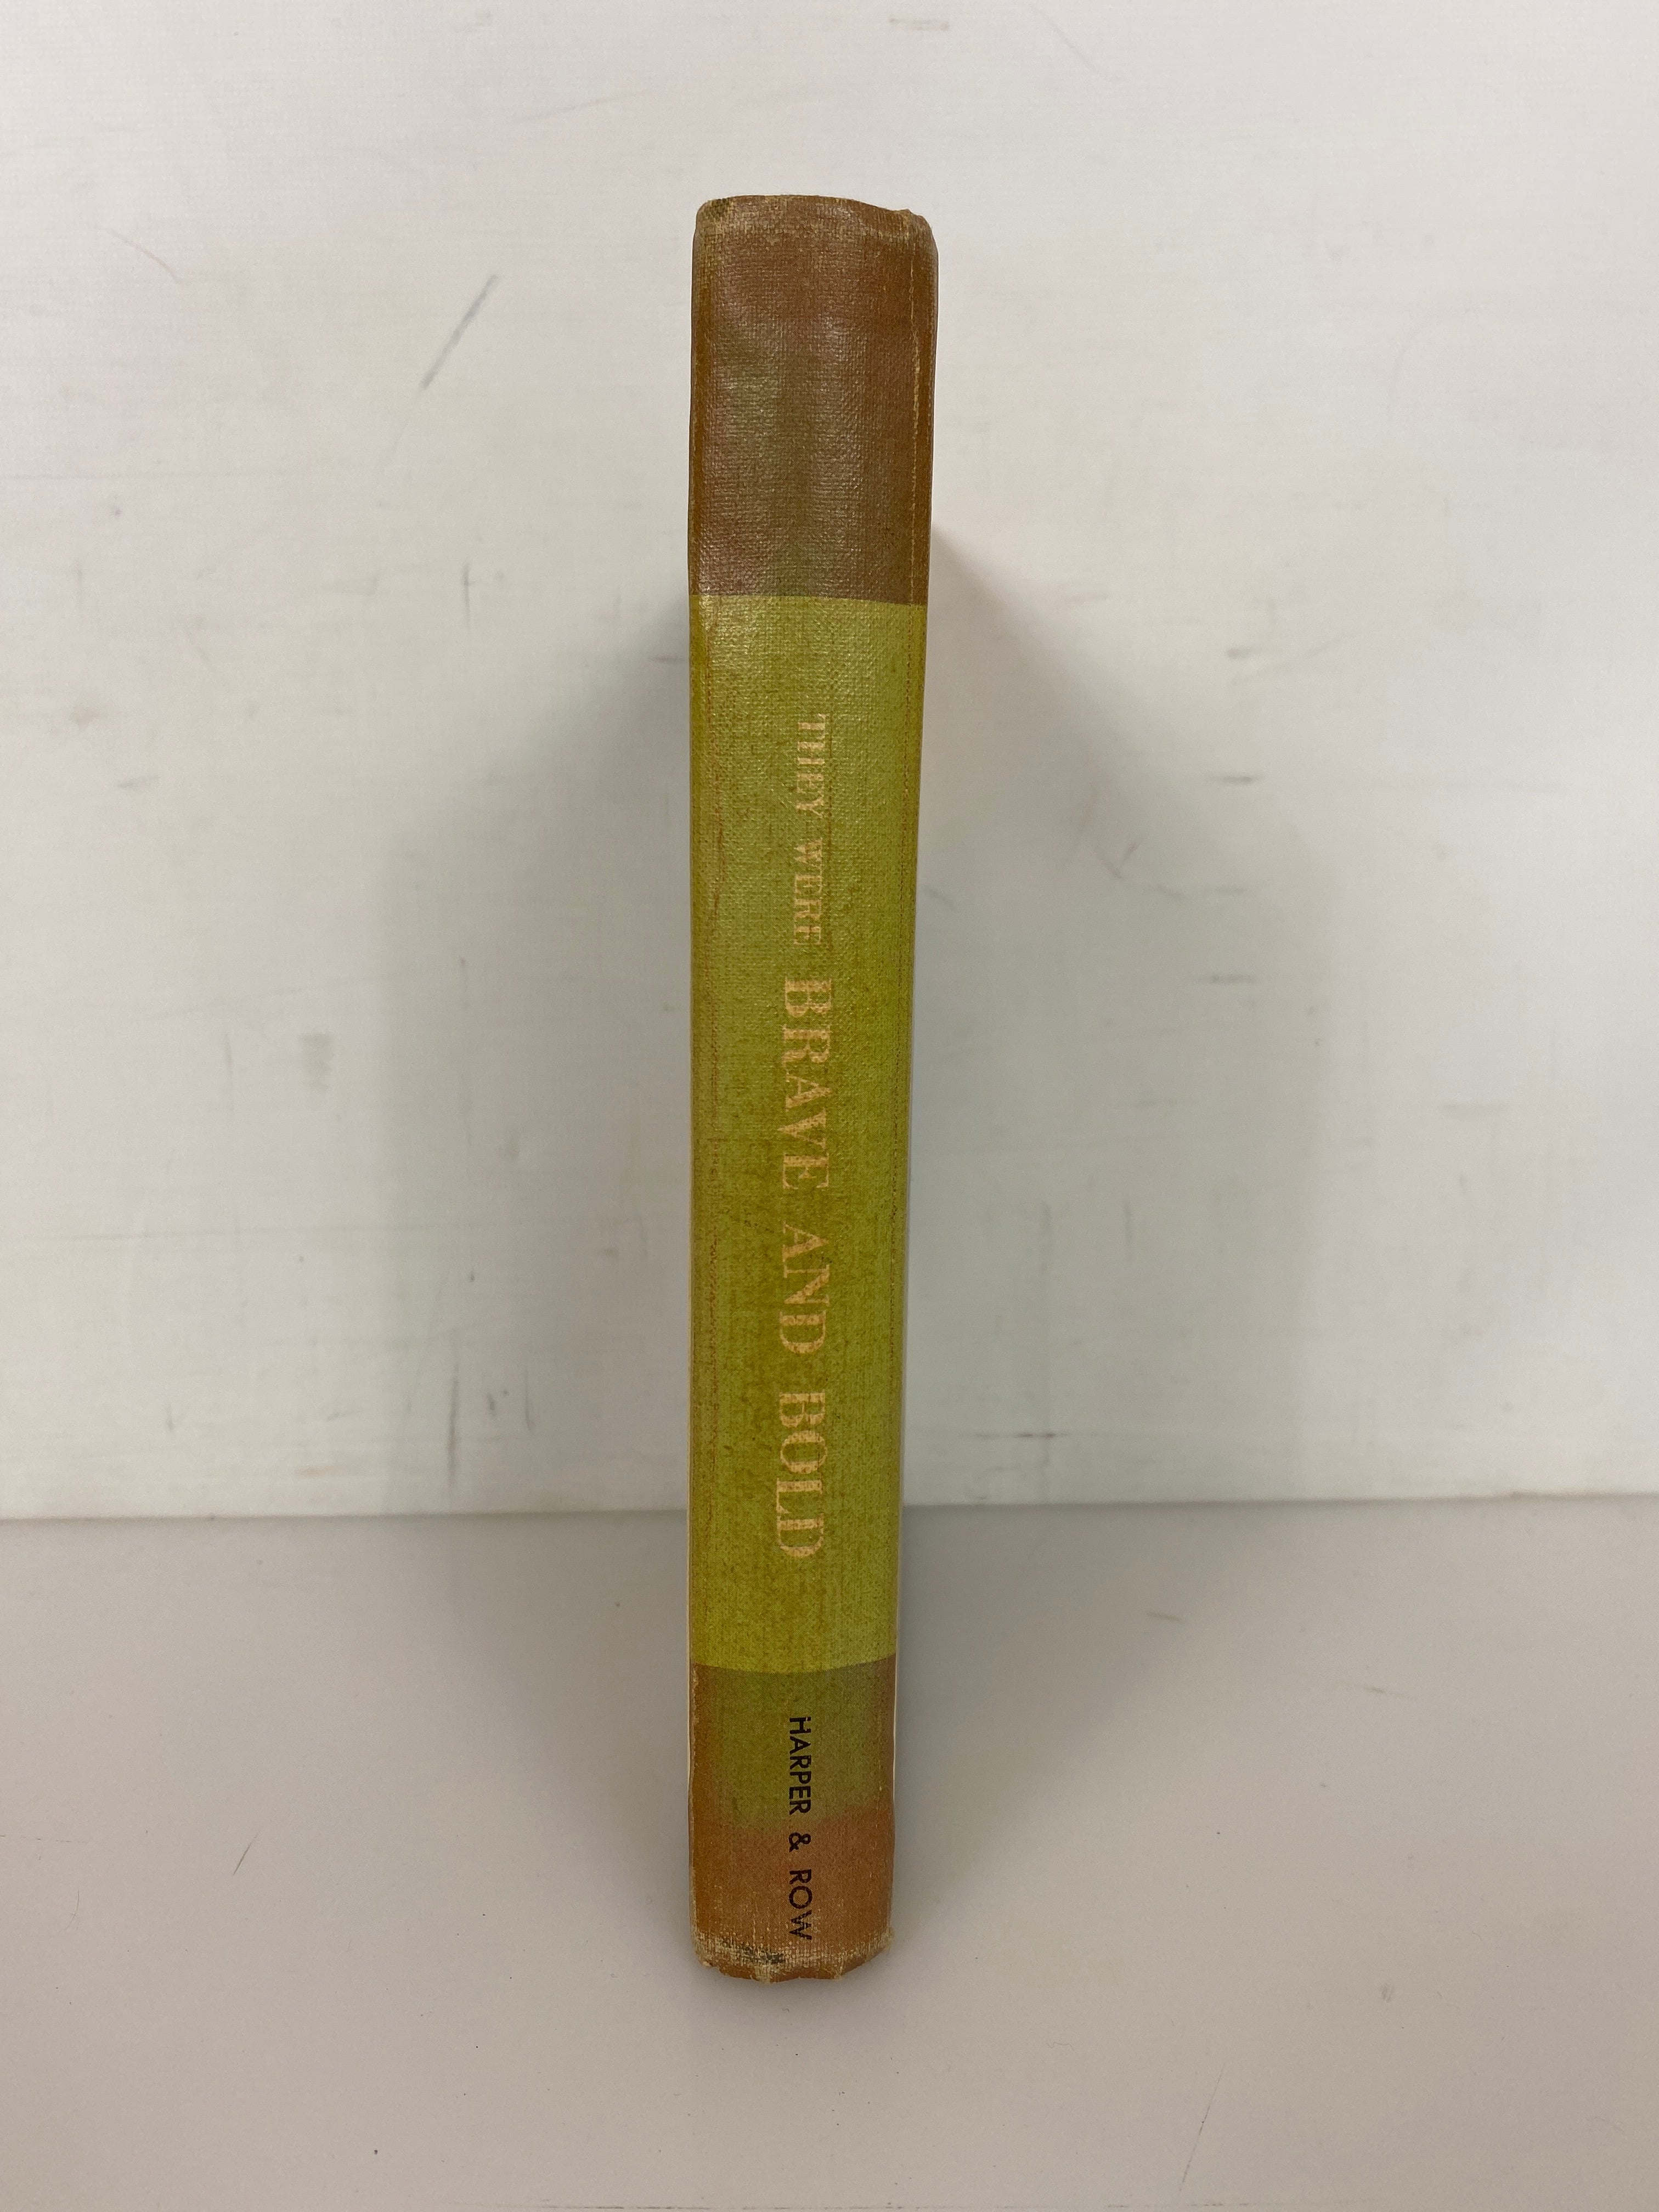 THEY WERE BRAVE AND BOLD
HARPER & ROW